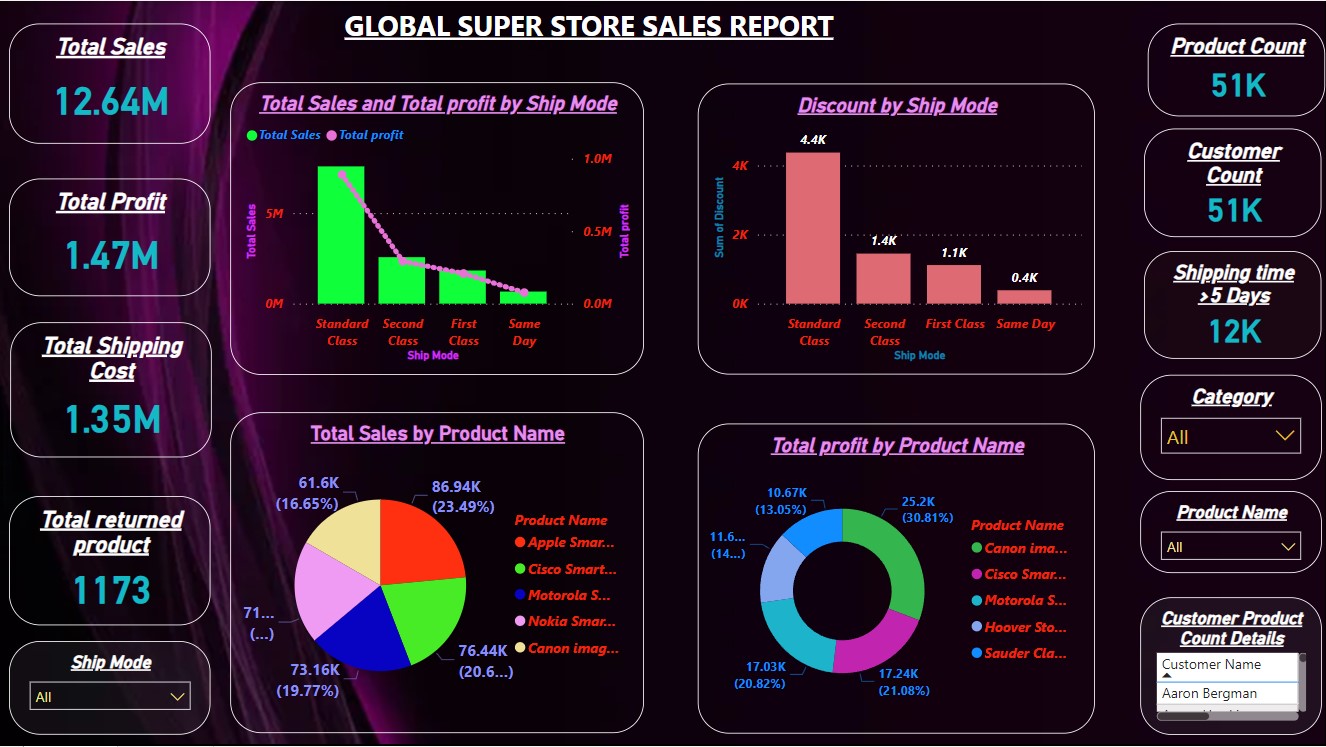 GLOBAL SUPER STORE SALES REPORT
Total Sales
12.64M
Total Profit
1.47M
Total Shipping
Cost
1.35M
Total returned
product
1173
Ship Mode
All
Total Sales and Total profit by Ship Mode
Total Sales Total profit
Total Sales
5M
0M
1.0M
0.5M
0.0M
Total profit
Standard
Class
Second
Class
First
Class
Same
Day
Ship Mode
Discount by Ship Mode
Sum of Discount
4K
2K
0K
4.4K
1.4K
1.1K
0.4K
Standard
Class
Second
Class
First Class
Same Day
Ship Mode
Total Sales by Product Name
61.6K
(16.65%)
86.94K
(23.49%)
71...
(...)
73.16K
(19.77%)
76.44K
(20.6...)
Product Name
Apple Smar...
Cisco Smart...
Motorola S...
Nokia Smar...
Canon imag...
Total profit by Product Name
10.67K
(13.05%)
25.2K
(30.81%)
11.6...
(14...)
17.03K
(20.82%)
17.24K
(21.08%)
Product Name
Canon ima...
Cisco Smar...
Motorola S...
Hoover Sto...
Sauder Cla...
Product Count
51K
Customer
Count
51K
Shipping time
>5 Days
12K
Category
All
Product Name
All
Customer Product
Count Details
Customer Name
Aaron Bergman